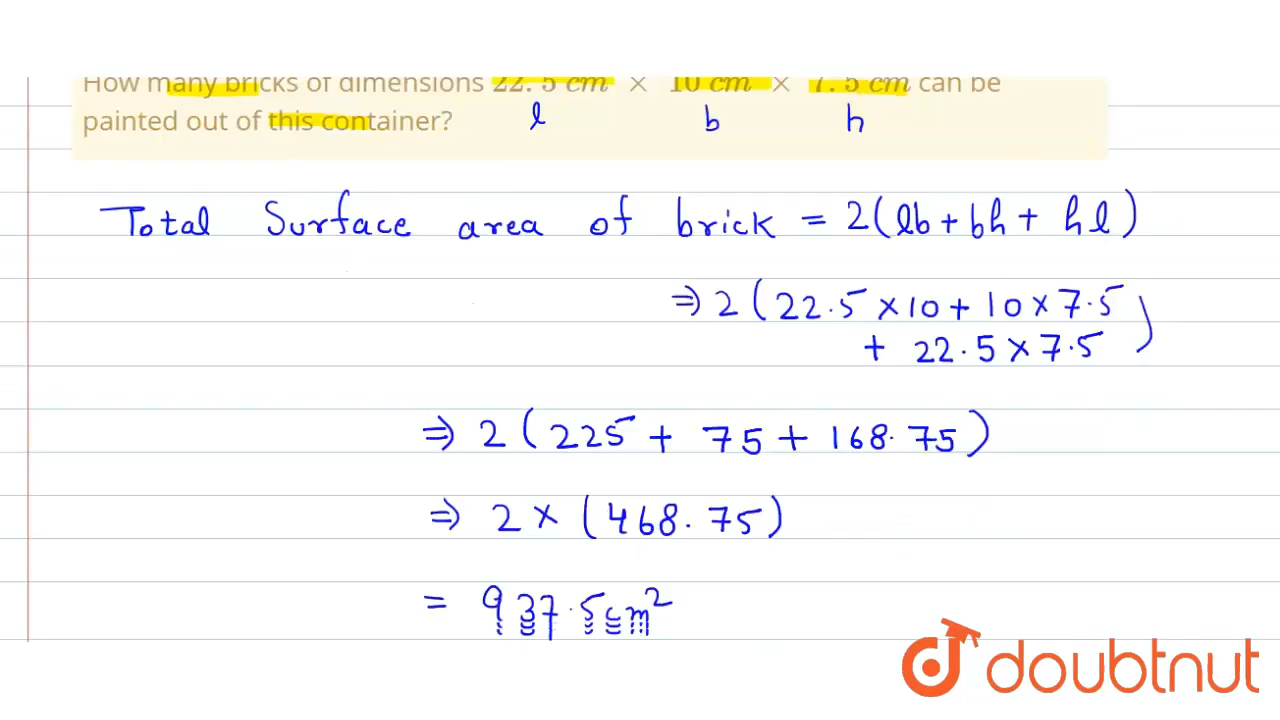 How many bricks of dimensions 22. 5 cm × 10 cm × 7. 5 cm can be
painted out of this container?
l b h
Total Surface area of brick = 2(lb + bh + hl)
⇒ 2 (22.5 × 10 + 10 × 7.5
+ 22.5 × 7.5)
⇒ 2 (225 + 75 + 168.75)
⇒ 2 × (468.75)
= 937.5cm²
doubtnut